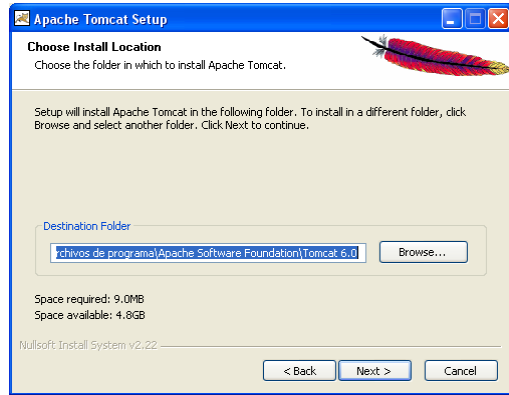 Apache Tomcat Setup
Choose Install Location
Choose the folder in which to install Apache Tomcat.
Setup will install Apache Tomcat in the following folder. To install in a different folder, click
Browse and select another folder. Click Next to continue.
Destination Folder
rchivos de programa\Apache Software Foundation\Tomcat 6.0
Browse...
Space required: 9.0MB
Space available: 4.8GB
Nullsoft Install System v2.22
< Back
Next >
Cancel